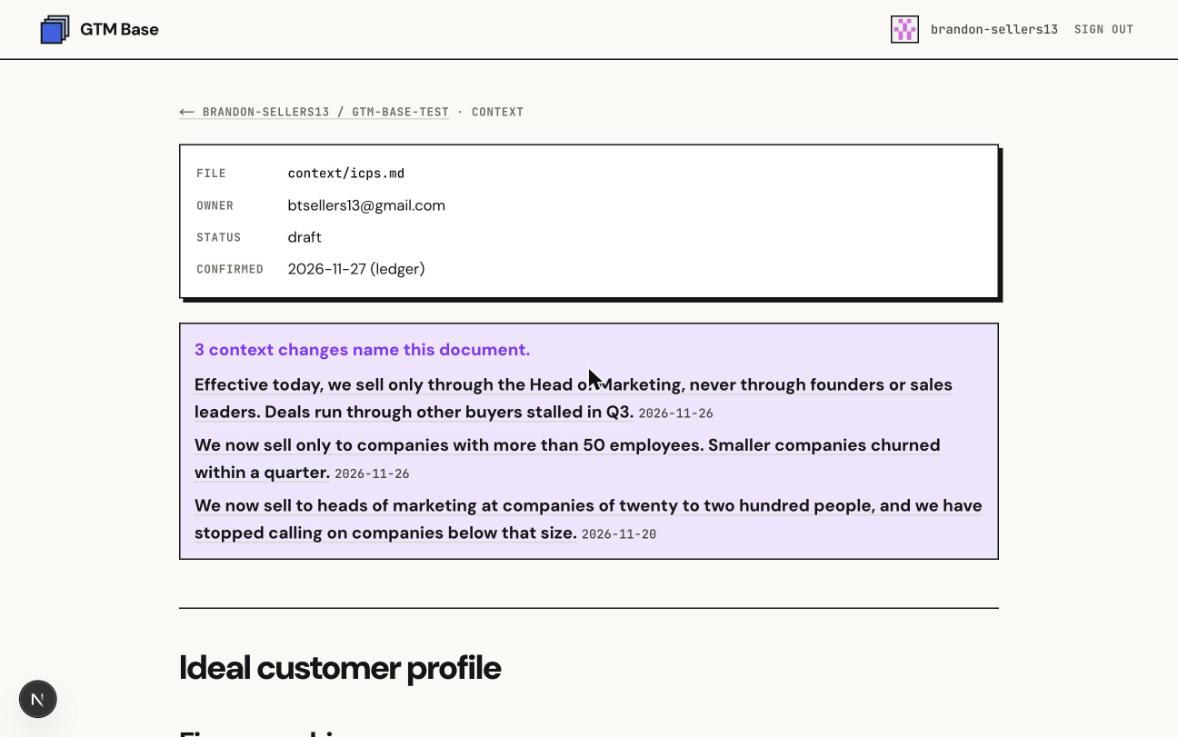 GTM Base
brandon-sellers13 SIGN OUT
← BRANDON-SELLERS13 / GTM-BASE-TEST · CONTEXT
FILE context/icps.md
OWNER btsellers13@gmail.com
STATUS draft
CONFIRMED 2026-11-27 (ledger)
3 context changes name this document.
Effective today, we sell only through the Head of Marketing, never through founders or sales
leaders. Deals run through other buyers stalled in Q3. 2026-11-26
We now sell only to companies with more than 50 employees. Smaller companies churned
within a quarter. 2026-11-26
We now sell to heads of marketing at companies of twenty to two hundred people, and we have
stopped calling on companies below that size. 2026-11-20
Ideal customer profile
N